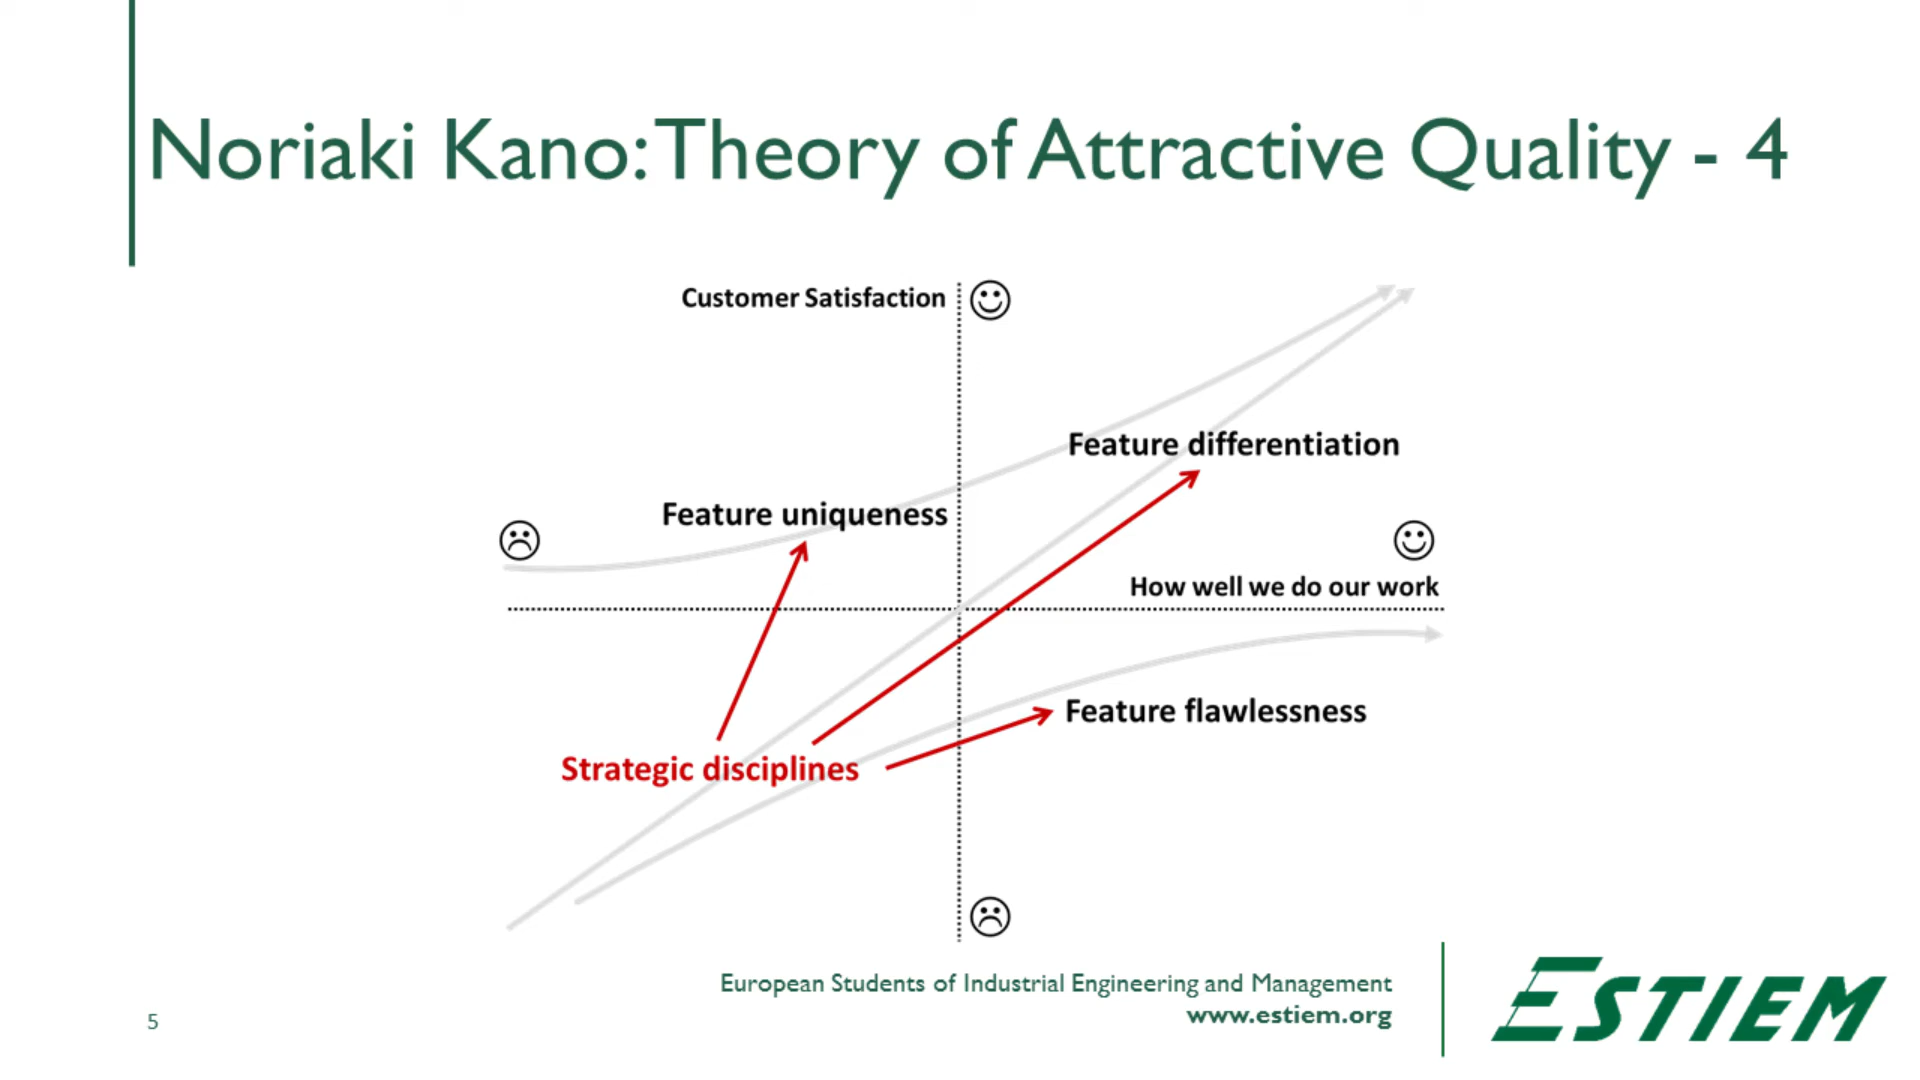 Noriaki Kano: Theory of Attractive Quality - 4
Customer Satisfaction
Feature differentiation
Feature uniqueness
How well we do our work
Feature flawlessness
Strategic disciplines
European Students of Industrial Engineering and Management
www.estiem.org
5
ESTIEM